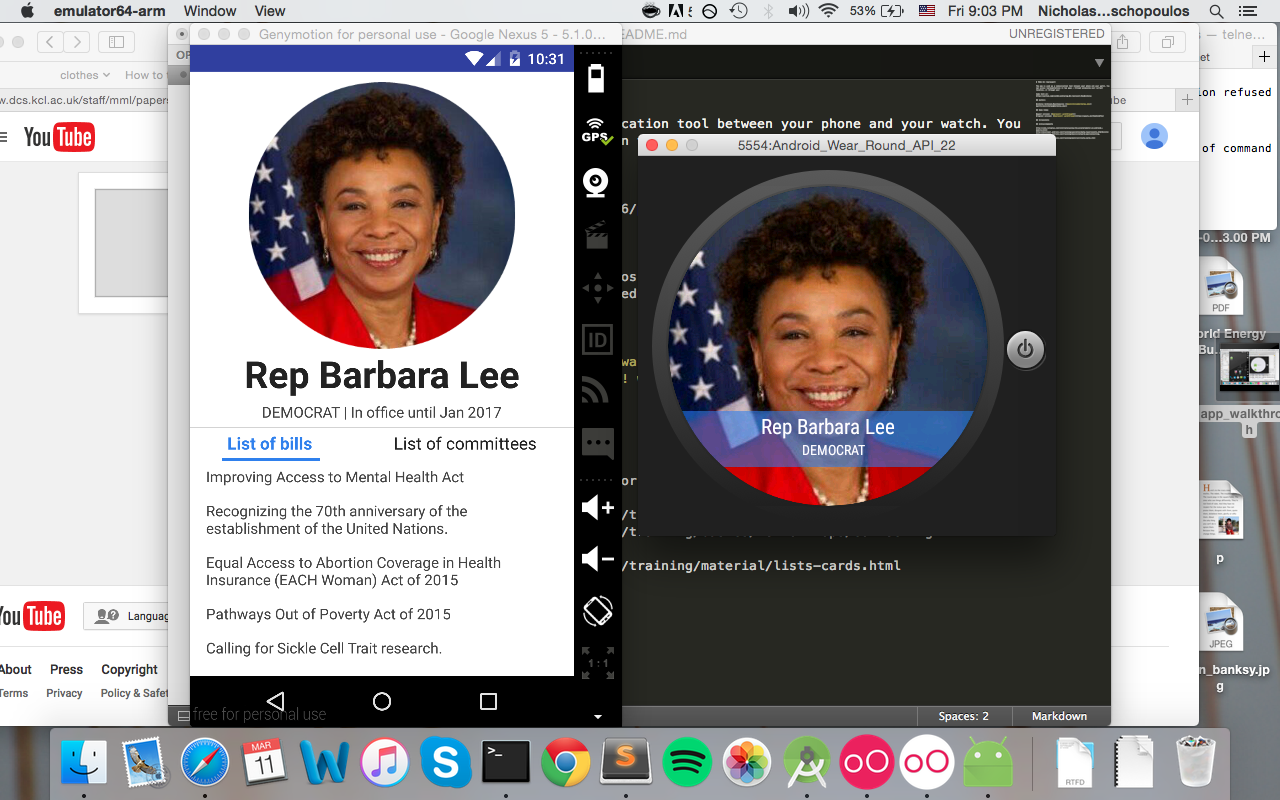 emulator64-arm Window View
53% Fri 9:03 PM Nicholas...schopoulos
Genymotion for personal use - Google Nexus 5 - 5.1.0...
EADME.md
UNREGISTERED
— telne
clothes
How to
et
w.dcs.kcl.ac.uk/staff/mml/papers
be
ion refused
YouTube
of command
10:31
GPS
ID
1:1
Rep Barbara Lee
DEMOCRAT | In office until Jan 2017
List of bills
List of committees
Improving Access to Mental Health Act
Recognizing the 70th anniversary of the
establishment of the United Nations.
Equal Access to Abortion Coverage in Health
Insurance (EACH Woman) Act of 2015
Pathways Out of Poverty Act of 2015
Calling for Sickle Cell Trait research.
free for personal use
cation tool between your phone and your watch. You
5554:Android_Wear_Round_API_22
Rep Barbara Lee
DEMOCRAT
6/
os
ed
wa
or
/t
/training/material/lists-cards.html
Spaces: 2
Markdown
-0...3.00 PM
PDF
orld Energy
Bu...
app_walkthro
h
p
JPEG
n_banksy.jp
g
ouTube
Languag
About Press Copyright
Terms Privacy Policy & Safet
MAR
11
RTFD